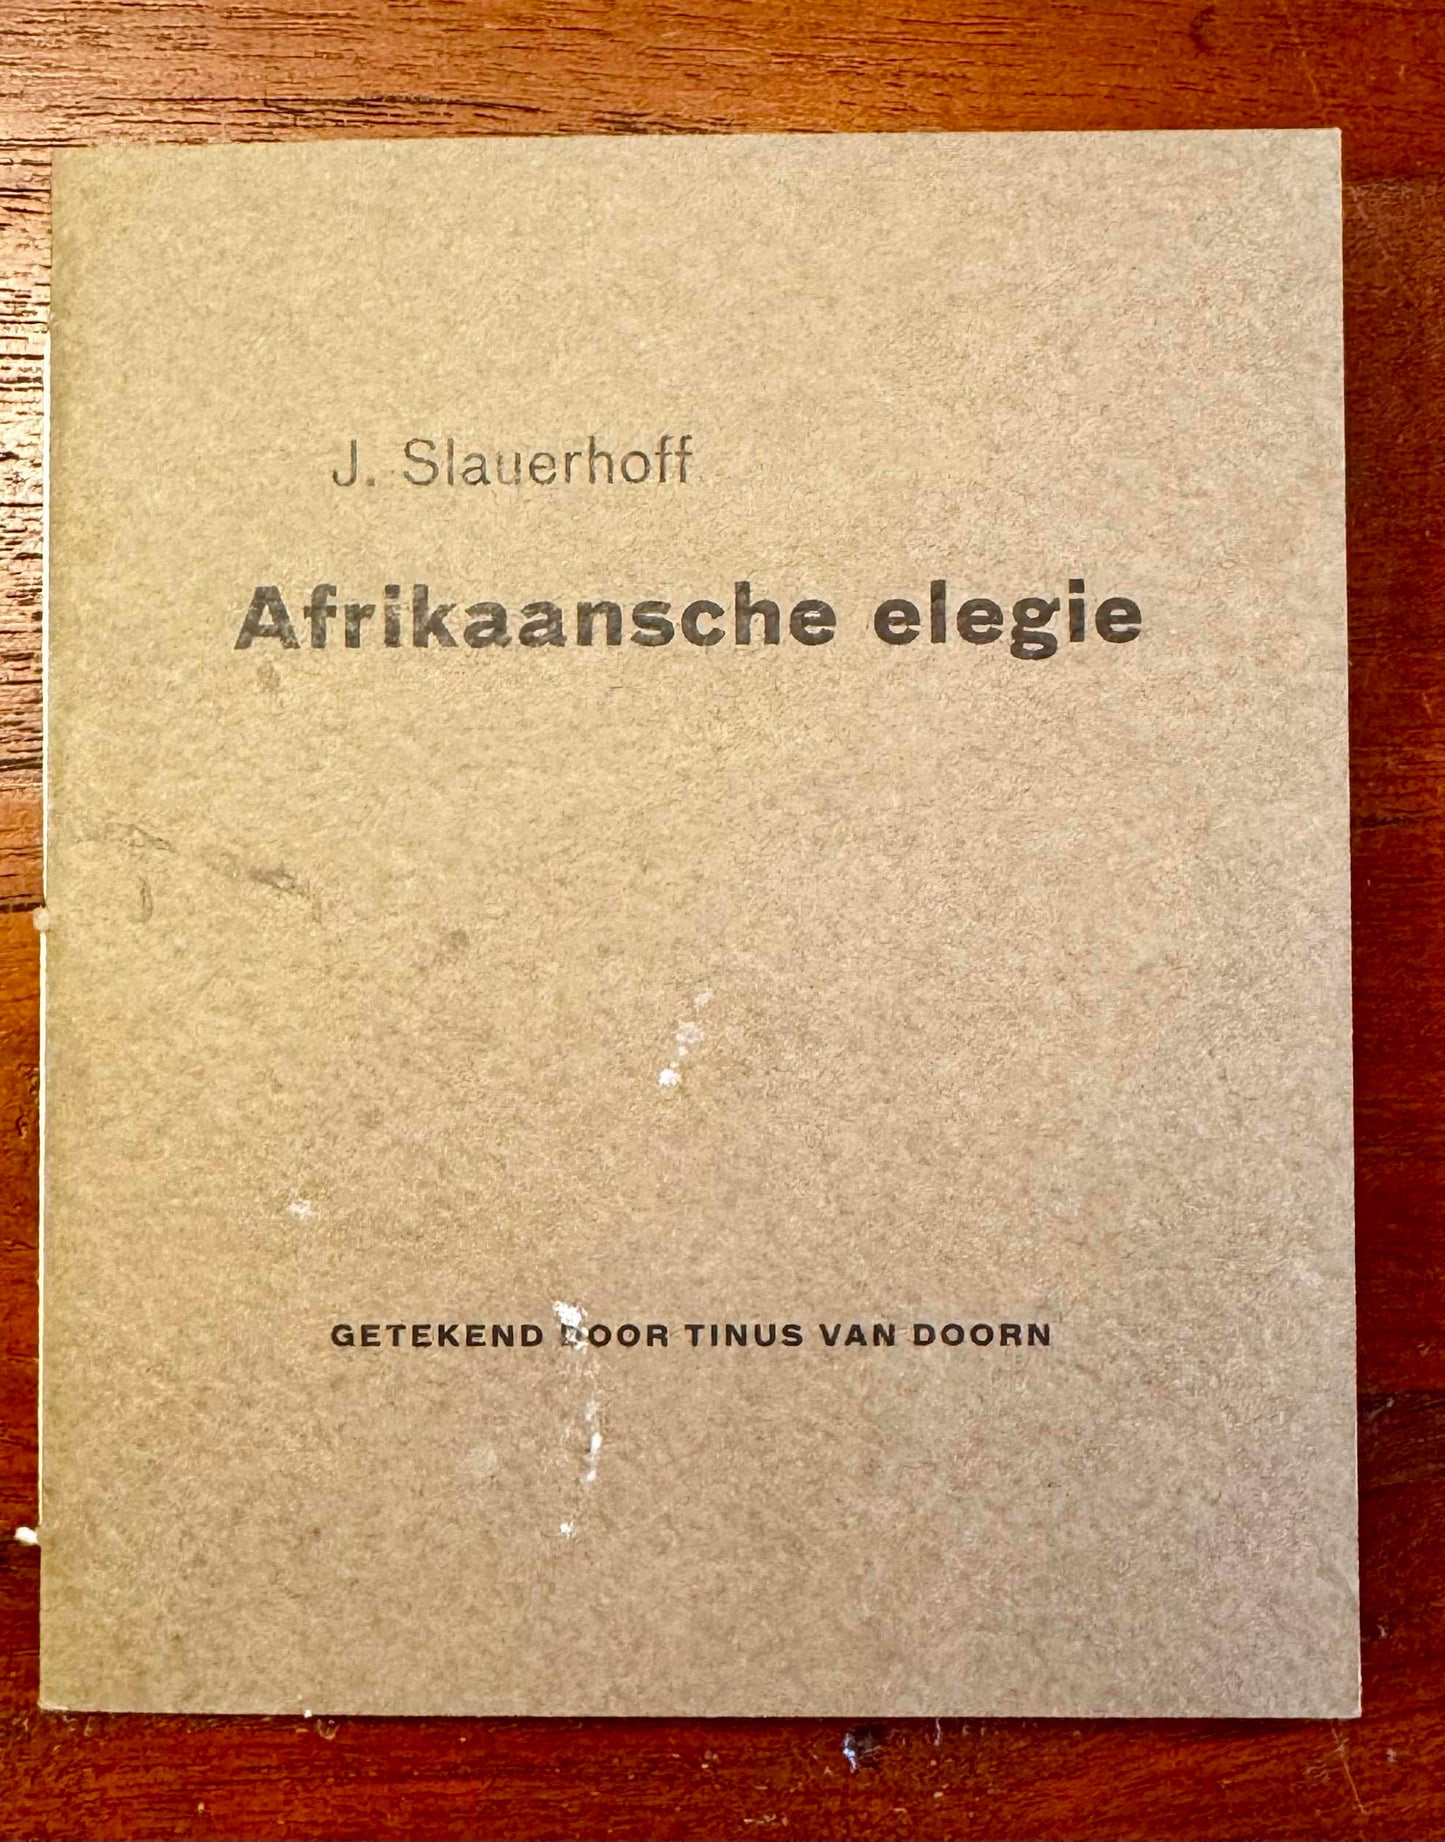 J. Slauerhoff
Afrikaansche elegie
GETEKEND DOOR TINUS VAN DOORN